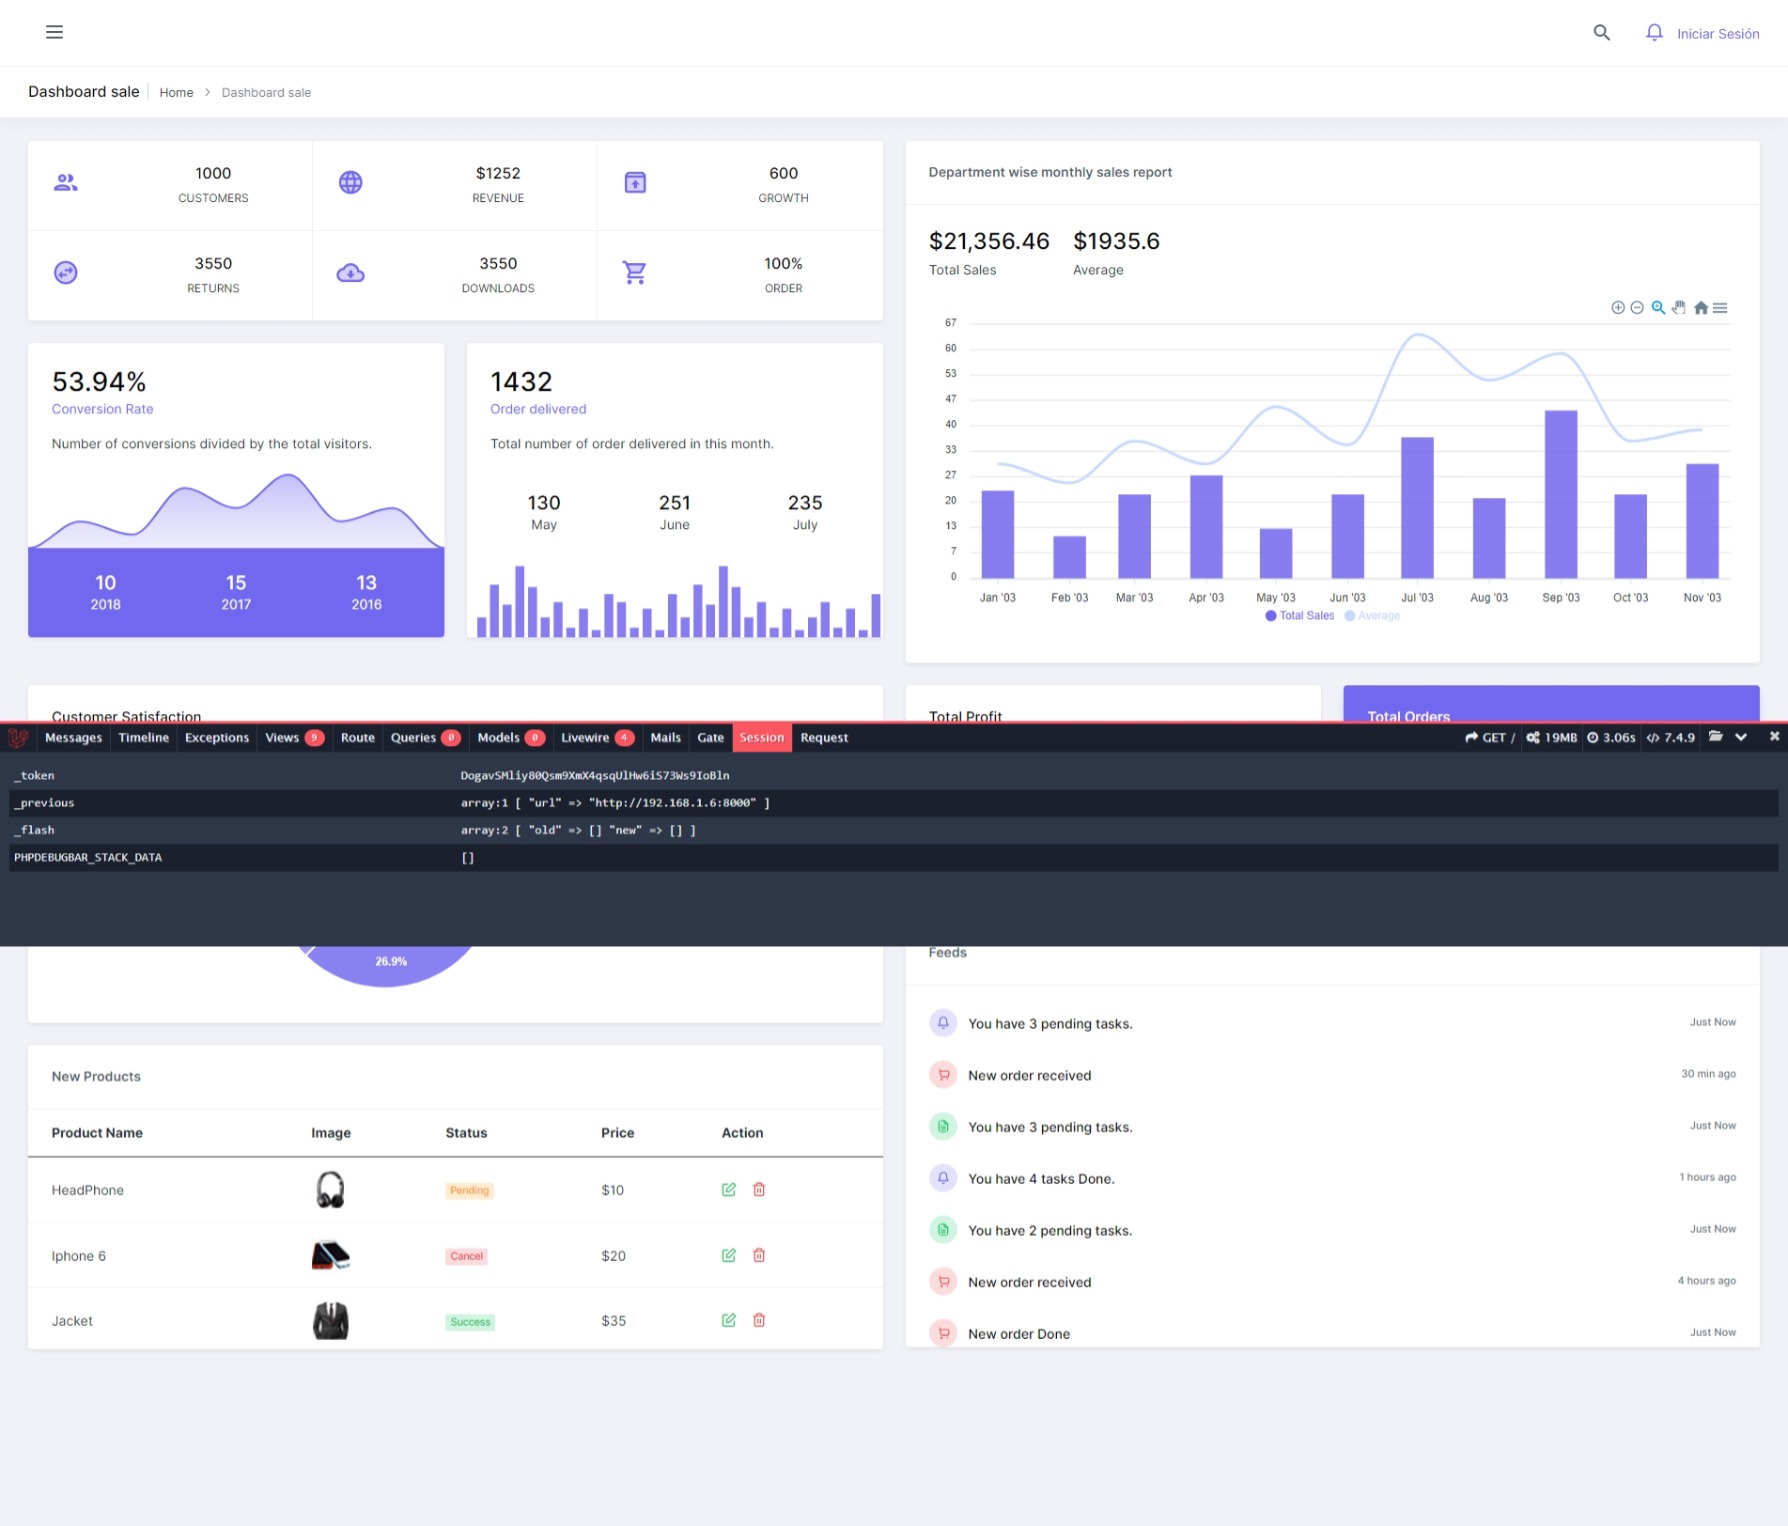 Iniciar Sesión
Dashboard sale Home > Dashboard sale
1000
CUSTOMERS
$1252
REVENUE
600
GROWTH
3550
RETURNS
3550
DOWNLOADS
100%
ORDER
53.94%
Conversion Rate
Number of conversions divided by the total visitors.
10
2018
15
2017
13
2016
1432
Order delivered
Total number of order delivered in this month.
130
May
251
June
235
July
Department wise monthly sales report
$21,356.46
Total Sales
$1935.6
Average
67
60
53
47
40
33
27
20
13
7
0
Jan '03 Feb '03 Mar '03 Apr '03 May '03 Jun '03 Jul '03 Aug '03 Sep '03 Oct '03 Nov '03
Total Sales Average
Customer Satisfaction
Total Profit
Total Orders
Messages Timeline Exceptions Views 9 Route Queries 0 Models 0 Livewire 4 Mails Gate Session Request GET / 19MB 3.06s </> 7.4.9
_token DogavSMliy80Qsm9XmX4qsqUlHw6iS73Ws9IoBln
_previous array:1 [ "url" => "http://192.168.1.6:8000" ]
_flash array:2 [ "old" => [] "new" => [] ]
PHPDEBUGBAR_STACK_DATA []
26.9%
New Products
Product Name Image Status Price Action
HeadPhone Pending $10
Iphone 6 Cancel $20
Jacket Success $35
Feeds
You have 3 pending tasks. Just Now
New order received 30 min ago
You have 3 pending tasks. Just Now
You have 4 tasks Done. 1 hours ago
You have 2 pending tasks. Just Now
New order received 4 hours ago
New order Done Just Now